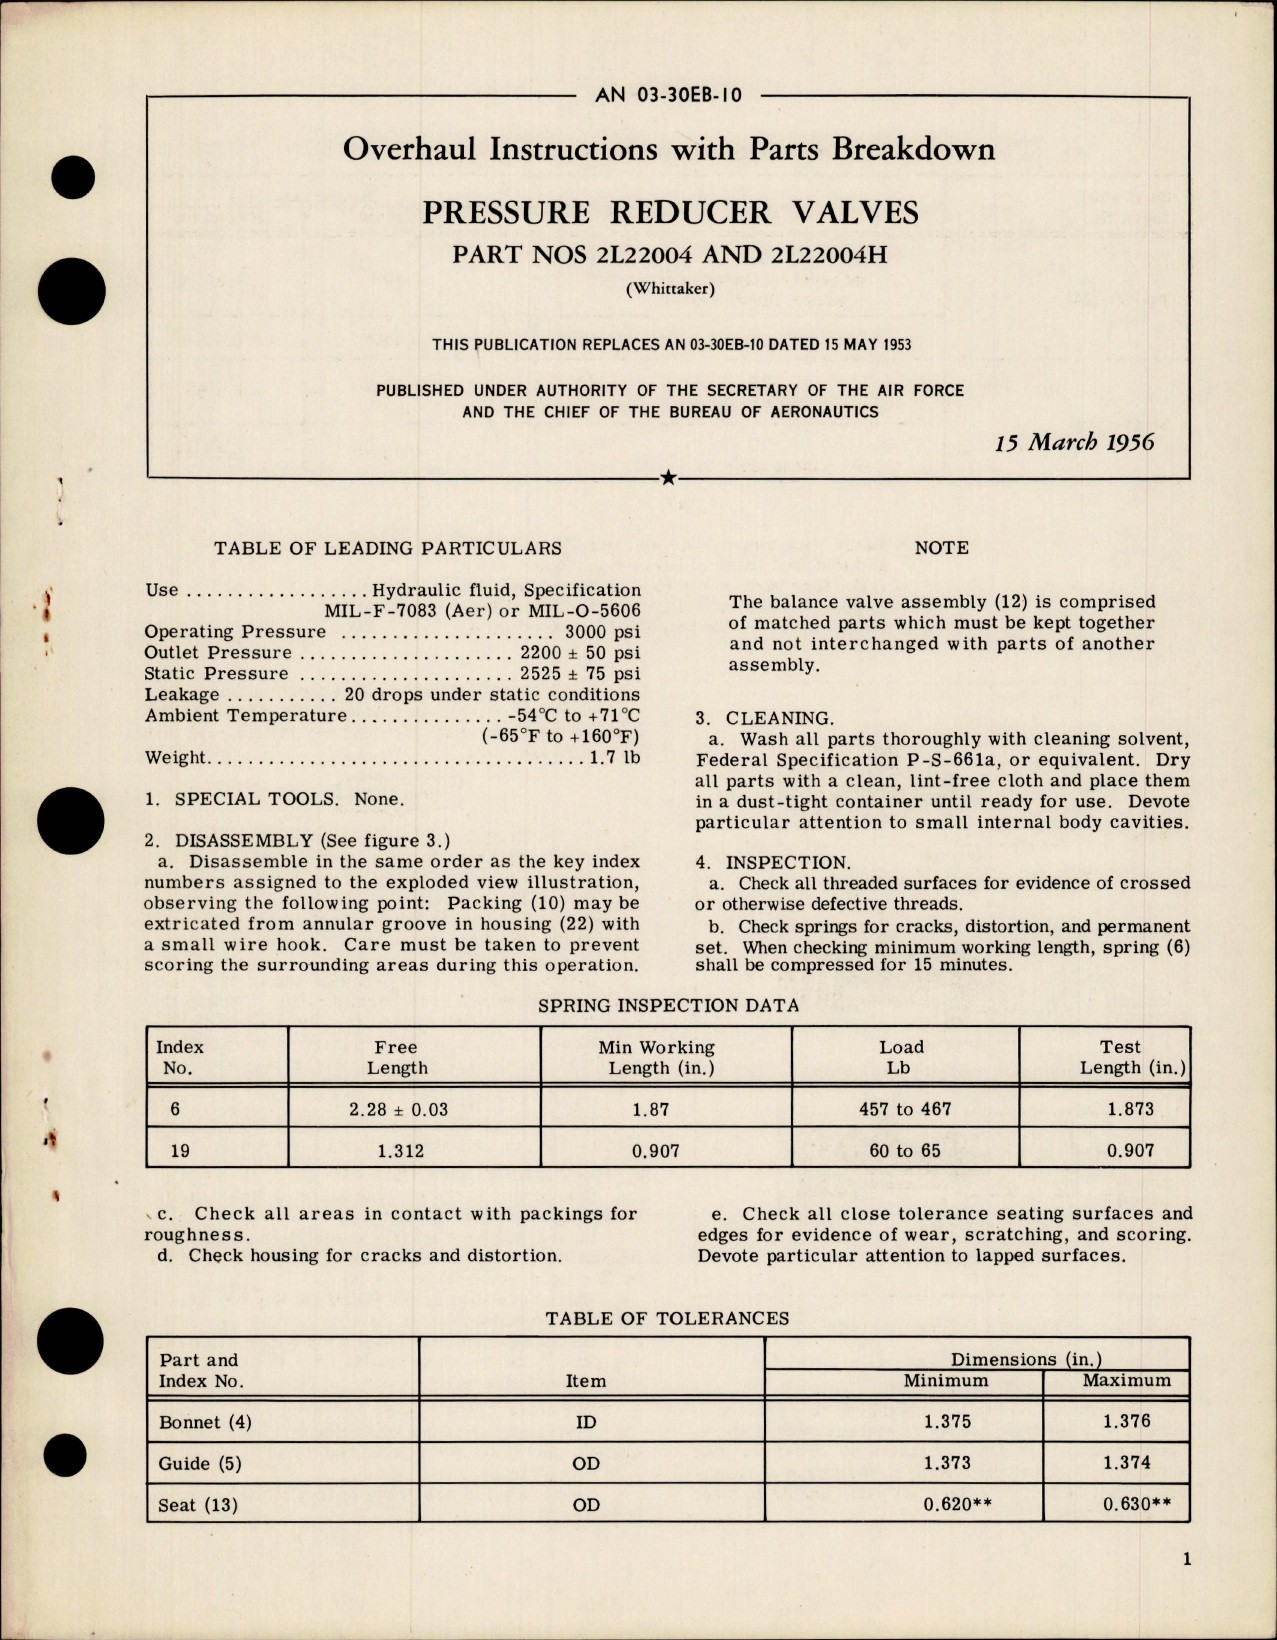 AN 03-30EB-10
Overhaul Instructions with Parts Breakdown
PRESSURE REDUCER VALVES
PART NOS 2L22004 AND 2L22004H
(Whittaker)
THIS PUBLICATION REPLACES AN 03-30EB-10 DATED 15 MAY 1953
PUBLISHED UNDER AUTHORITY OF THE SECRETARY OF THE AIR FORCE
AND THE CHIEF OF THE BUREAU OF AERONAUTICS
15 March 1956
TABLE OF LEADING PARTICULARS
Use .................. Hydraulic fluid, Specification
MIL-F-7083 (Aer) or MIL-O-5606
Operating Pressure ..................... 3000 psi
Outlet Pressure ..................... 2200 ± 50 psi
Static Pressure ..................... 2525 ± 75 psi
Leakage ........... 20 drops under static conditions
Ambient Temperature............... -54°C to +71°C
(-65°F to +160°F)
Weight..................................... 1.7 lb
1. SPECIAL TOOLS. None.
2. DISASSEMBLY (See figure 3.)
a. Disassemble in the same order as the key index
numbers assigned to the exploded view illustration,
observing the following point: Packing (10) may be
extricated from annular groove in housing (22) with
a small wire hook. Care must be taken to prevent
scoring the surrounding areas during this operation.
NOTE
The balance valve assembly (12) is comprised
of matched parts which must be kept together
and not interchanged with parts of another
assembly.
3. CLEANING.
a. Wash all parts thoroughly with cleaning solvent,
Federal Specification P-S-661a, or equivalent. Dry
all parts with a clean, lint-free cloth and place them
in a dust-tight container until ready for use. Devote
particular attention to small internal body cavities.
4. INSPECTION.
a. Check all threaded surfaces for evidence of crossed
or otherwise defective threads.
b. Check springs for cracks, distortion, and permanent
set. When checking minimum working length, spring (6)
shall be compressed for 15 minutes.
SPRING INSPECTION DATA
Index Free Min Working Load Test
No. Length Length (in.) Lb Length (in.)
6 2.28 ± 0.03 1.87 457 to 467 1.873
19 1.312 0.907 60 to 65 0.907
c. Check all areas in contact with packings for
roughness.
d. Check housing for cracks and distortion.
e. Check all close tolerance seating surfaces and
edges for evidence of wear, scratching, and scoring.
Devote particular attention to lapped surfaces.
TABLE OF TOLERANCES
Part and Dimensions (in.)
Index No. Item Minimum Maximum
Bonnet (4) ID 1.375 1.376
Guide (5) OD 1.373 1.374
Seat (13) OD 0.620** 0.630**
1